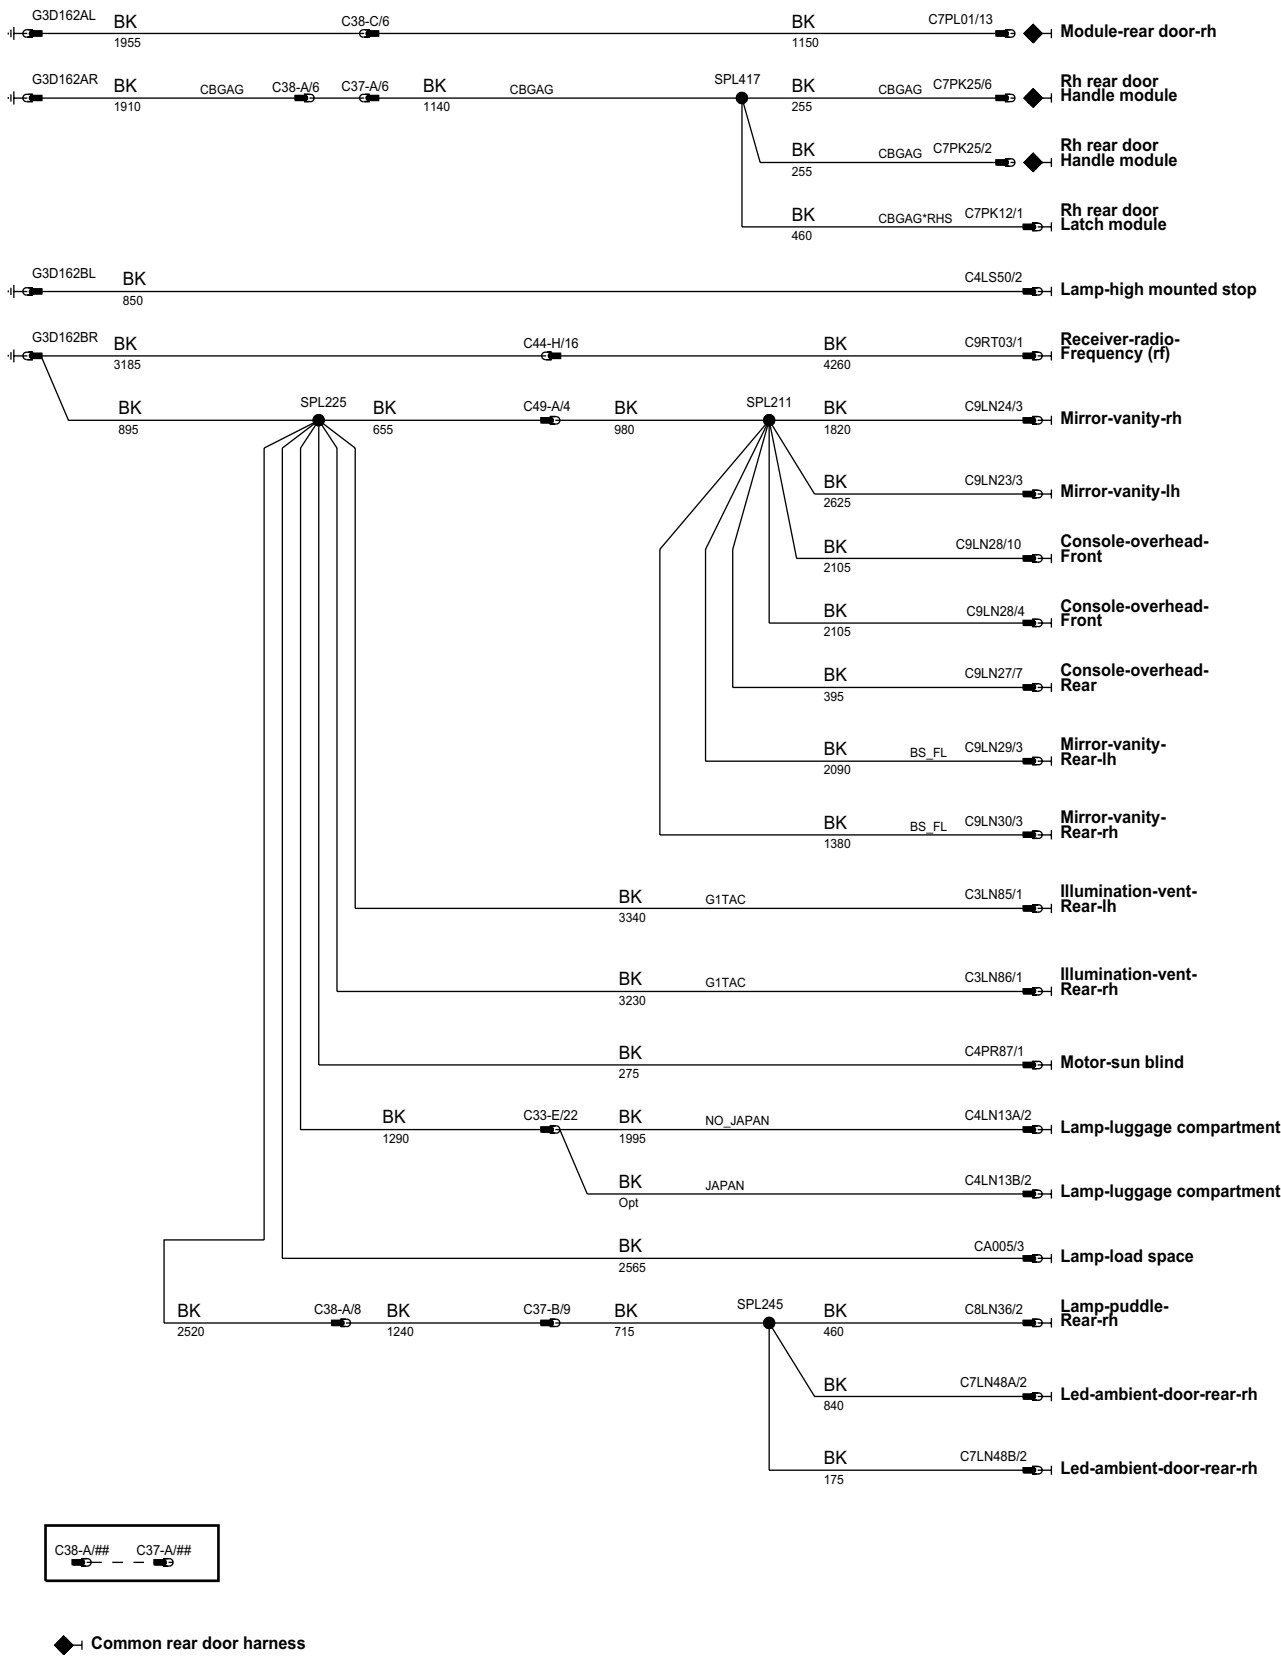 G3D162AL BK C38-C/6 BK C7PL01/13 Module-rear door-rh
1955 1150
G3D162AR BK CBGAG C38-A/6 C37-A/6 BK CBGAG SPL417 BK CBGAG C7PK25/6 Rh rear door
Handle module
1910 1140 255
BK CBGAG C7PK25/2 Rh rear door
Handle module
255
BK CBGAG*RHS C7PK12/1 Rh rear door
Latch module
460
G3D162BL BK C4LS50/2 Lamp-high mounted stop
850
G3D162BR BK C44-H/16 BK C9RT03/1 Receiver-radio-
Frequency (rf)
3185 4260
BK SPL225 BK C49-A/4 BK SPL211 BK C9LN24/3 Mirror-vanity-rh
895 655 980 1820
BK C9LN23/3 Mirror-vanity-lh
2625
BK C9LN28/10 Console-overhead-
Front
2105
BK C9LN28/4 Console-overhead-
Front
2105
BK C9LN27/7 Console-overhead-
Rear
395
BK BS_FL C9LN29/3 Mirror-vanity-
Rear-lh
2090
BK BS_FL C9LN30/3 Mirror-vanity-
Rear-rh
1380
BK G1TAC C3LN85/1 Illumination-vent-
Rear-lh
3340
BK G1TAC C3LN86/1 Illumination-vent-
Rear-rh
3230
BK C4PR87/1 Motor-sun blind
275
BK C33-E/22 BK NO_JAPAN C4LN13A/2 Lamp-luggage compartment
1290 1995
BK JAPAN C4LN13B/2 Lamp-luggage compartment
Opt
BK CA005/3 Lamp-load space
2565
BK C38-A/8 BK C37-B/9 BK SPL245 BK C8LN36/2 Lamp-puddle-
Rear-rh
2520 1240 715 460
BK C7LN48A/2 Led-ambient-door-rear-rh
840
BK C7LN48B/2 Led-ambient-door-rear-rh
175
C38-A/## C37-A/##
Common rear door harness